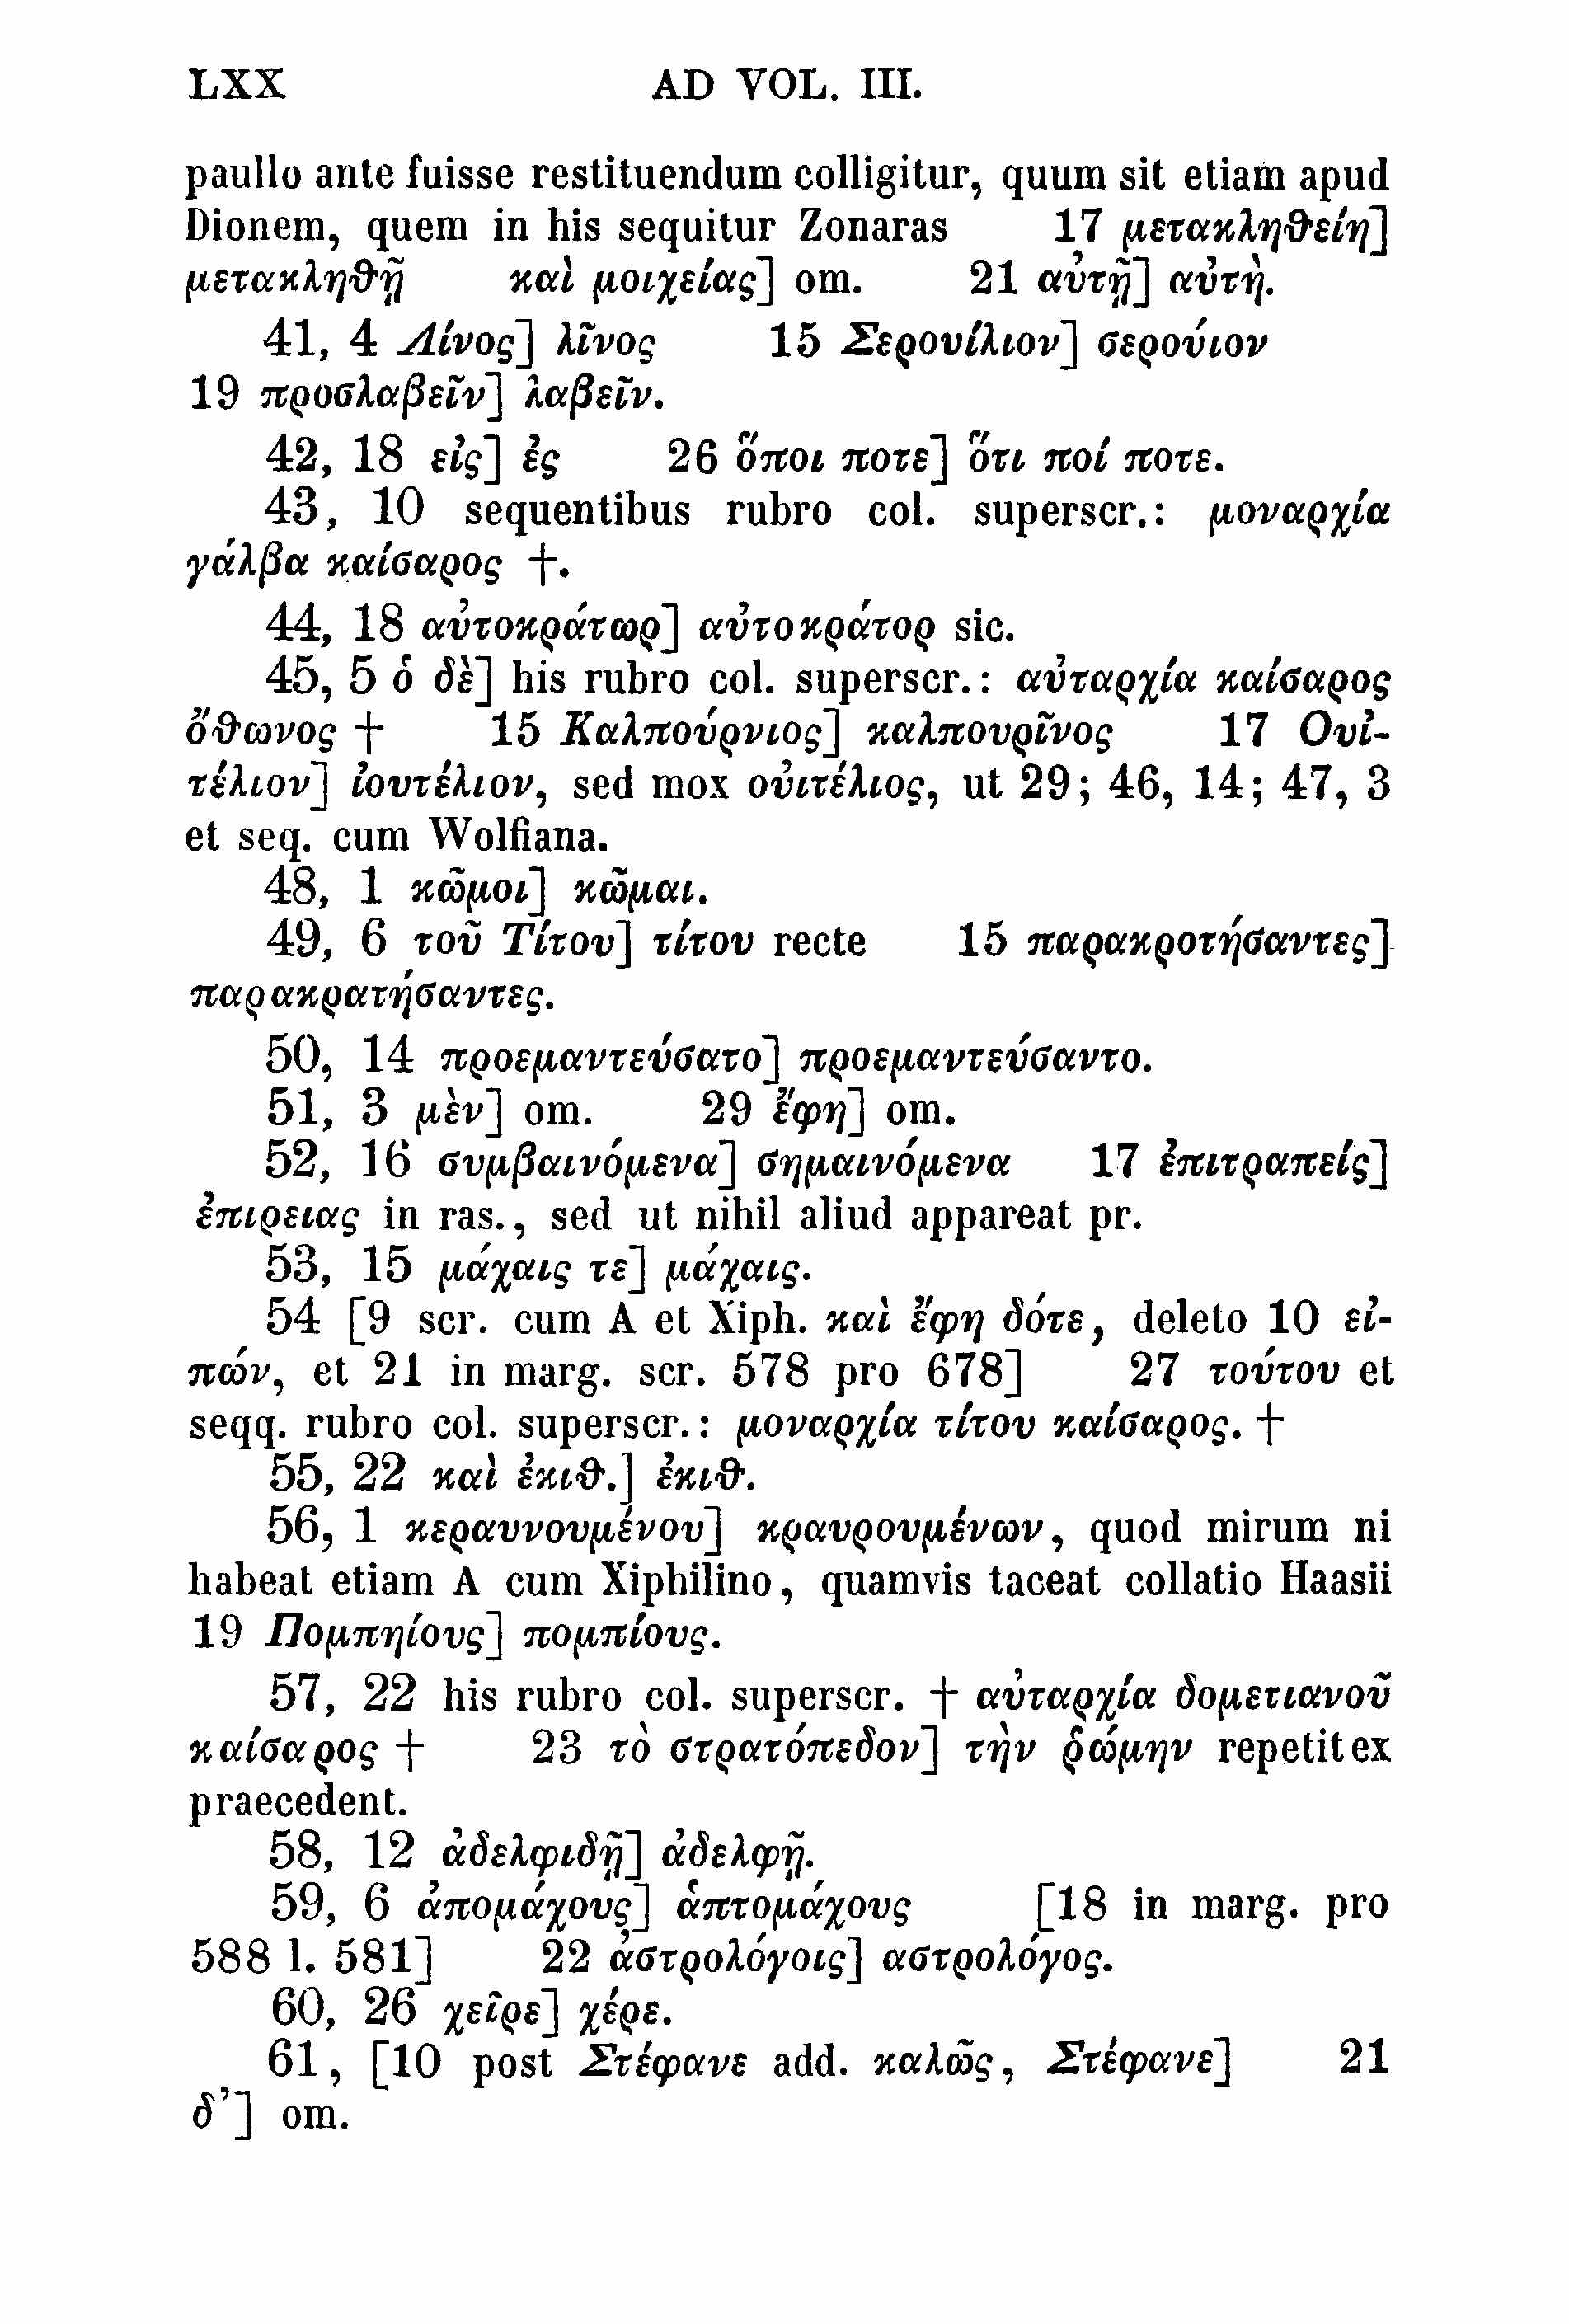 LXX AD VOL. III.
paullo ante fuisse restituendum colligitur, quum sit etiam apud
Dionem, quem in his sequitur Zonaras 17 μετακληθείη]
μετακληθῇ καὶ μοιχείας] om. 21 αὐτῇ] αὐτὴ.
41, 4 Λίνος] λῖνος 15 Σερουίλιον] σερούιον
19 προσλαβεῖν] λαβεῖν.
42, 18 εἰς] ἐς 26 ὅποι ποτε] ὅτι ποί ποτε.
43, 10 sequentibus rubro col. superscr.: μοναρχία
γάλβα καίσαρος †.
44, 18 αὐτοκράτωρ] αὐτοκράτορ sic.
45, 5 ὁ δὲ] his rubro col. superscr.: αὐταρχία καίσαρος
ὄθωνος † 15 Καλπούρνιος] καλπουρῖνος 17 Οὐι-
τέλιον] ἰουτέλιον, sed mox οὐιτέλιος, ut 29; 46, 14; 47, 3
et seq. cum Wolfiana.
48, 1 κῶμοι] κῶμαι.
49, 6 τοῦ Τίτου] τίτου recte 15 παρακροτήσαντες]
παρακρατήσαντες.
50, 14 προεμαντεύσατο] προεμαντεύσαντο.
51, 3 μὲν] om. 29 ἔφη] om.
52, 16 συμβαινόμενα] σημαινόμενα 17 ἐπιτραπείς]
ἐπιρειας in ras., sed ut nihil aliud appareat pr.
53, 15 μάχαις τε] μάχαις.
54 [9 scr. cum A et Xiph. καὶ ἔφη δότε, deleto 10 εἰ-
πών, et 21 in marg. scr. 578 pro 678] 27 τούτου et
seqq. rubro col. superscr.: μοναρχία τίτου καίσαρος. †
55, 22 καὶ ἐκιθ.] ἐκιθ.
56, 1 κεραυνουμένου] κραυρουμένων, quod mirum ni
habeat etiam A cum Xiphilino, quamvis taceat collatio Haasii
19 Πομπηίους] πομπίους.
57, 22 his rubro col. superscr. † αὐταρχία δομετιανοῦ
καίσαρος † 23 τὸ στρατόπεδον] τὴν ῥώμην repetit ex
praecedent.
58, 12 ἀδελφιδῇ] ἀδελφῇ.
59, 6 ἀπομάχους] ἁπτομάχους [18 in marg. pro
588 l. 581] 22 ἀστρολόγοις] αστρολόγος.
60, 26 χεῖρε] χέρε.
61, [10 post Στέφανε add. καλῶς, Στέφανε] 21
δ’] om.